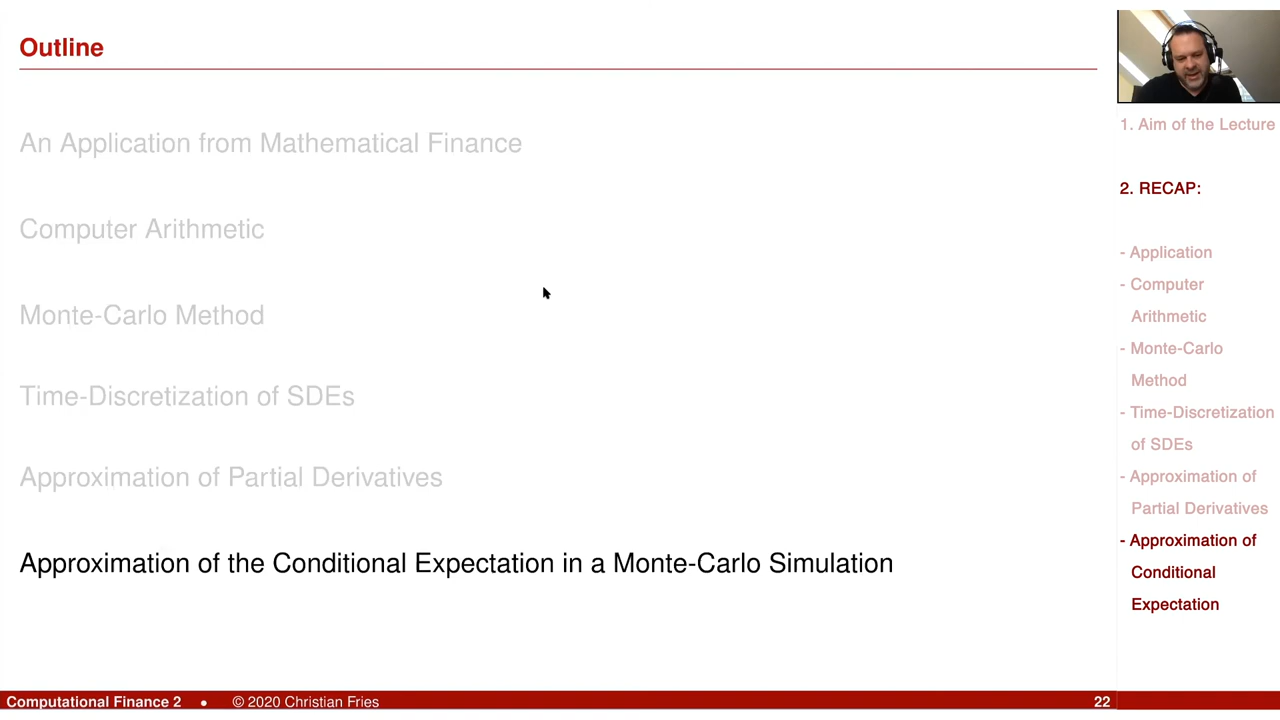 Outline
An Application from Mathematical Finance
Computer Arithmetic
Monte-Carlo Method
Time-Discretization of SDEs
Approximation of Partial Derivatives
Approximation of the Conditional Expectation in a Monte-Carlo Simulation
1. Aim of the Lecture
2. RECAP:
- Application
- Computer
Arithmetic
- Monte-Carlo
Method
- Time-Discretization
of SDEs
- Approximation of
Partial Derivatives
- Approximation of
Conditional
Expectation
Computational Finance 2 • © 2020 Christian Fries 22